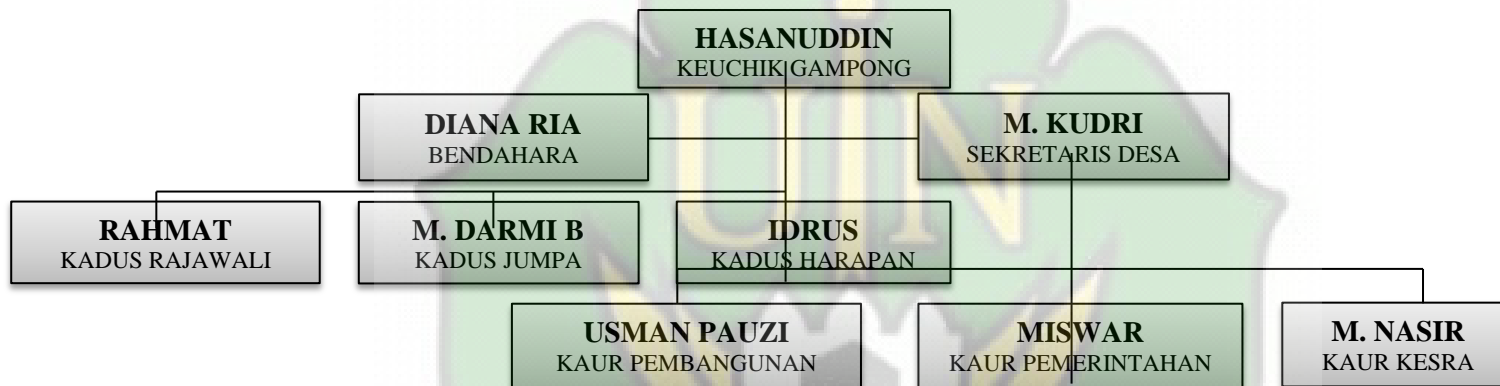 HASANUDDIN
KEUCHIK GAMPONG
DIANA RIA
BENDAHARA
M. KUDRI
SEKRETARIS DESA
RAHMAT
KADUS RAJAWALI
M. DARMI B
KADUS JUMPA
IDRUS
KADUS HARAPAN
USMAN PAUZI
KAUR PEMBANGUNAN
MISWAR
KAUR PEMERINTAHAN
M. NASIR
KAUR KESRA
UIN